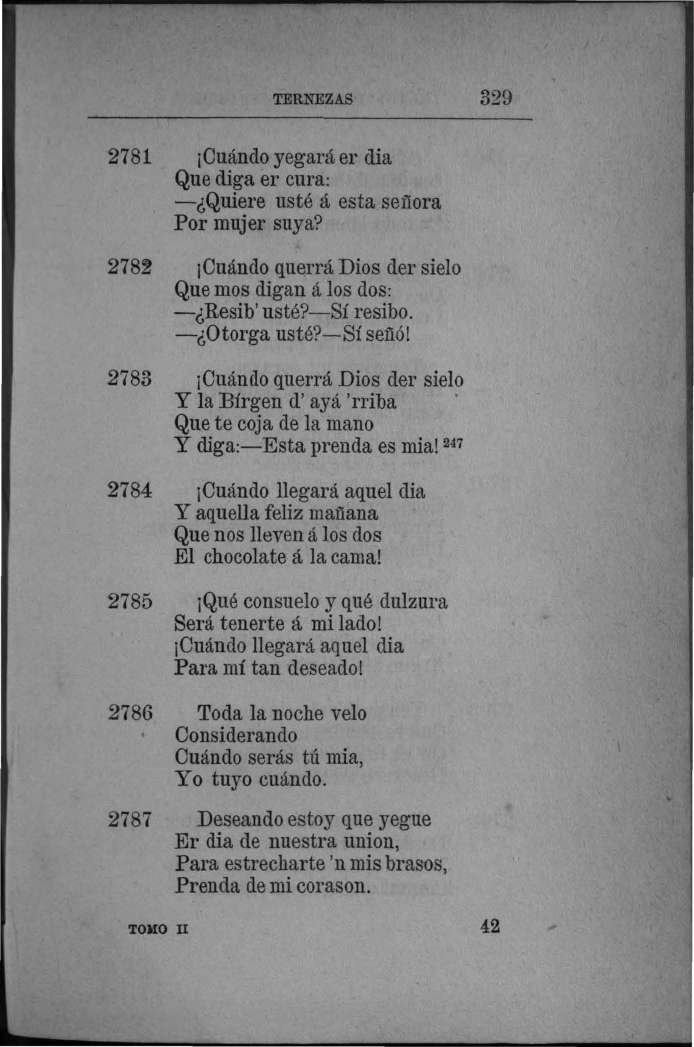 TERNEZAS 329
2781 ¡Cuándo yegará er dia
Que diga er cura:
—¿Quiere usté á esta señora
Por mujer suya?
2782 ¡Cuándo querrá Dios der sielo
Que mos digan á los dos:
—¿Resib' usté?—Sí resibo.
—¿Otorga usté?—Sí señó!
2783 ¡Cuándo querrá Dios der sielo
Y la Bírgen d' ayá 'rriba
Que te coja de la mano
Y diga:—Esta prenda es mia! 247
2784 ¡Cuándo llegará aquel dia
Y aquella feliz mañana
Que nos lleven á los dos
El chocolate á la cama!
2785 ¡Qué consuelo y qué dulzura
Será tenerte á mi lado!
¡Cuándo llegará aquel dia
Para mí tan deseado!
2786 Toda la noche velo
Considerando
Cuándo serás tú mia,
Yo tuyo cuándo.
2787 Deseando estoy que yegue
Er dia de nuestra union,
Para estrecharte 'n mis brasos,
Prenda de mi corason.
TOMO II 42